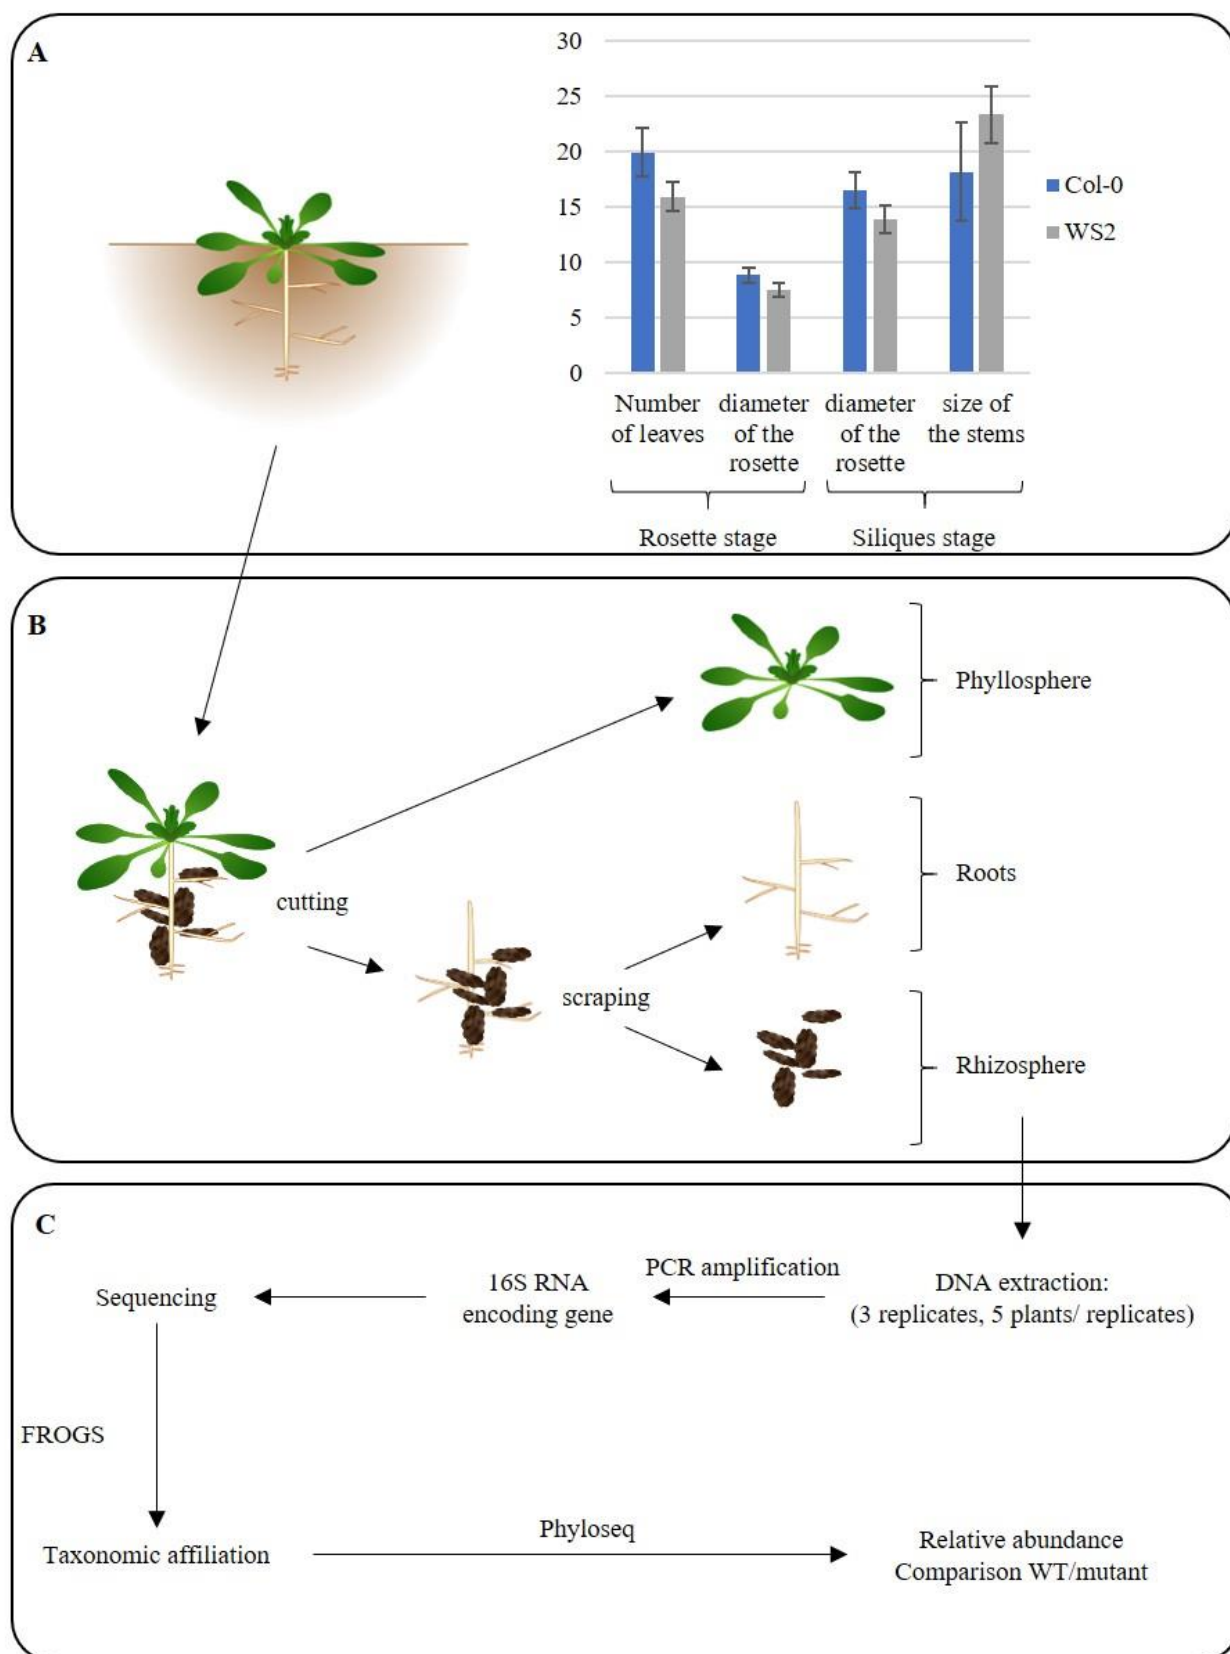 A
30
25
20
15
10
5
0
Col-0
WS2
Number
of leaves
diameter
of the
rosette
diameter
of the
rosette
size of
the stems
Rosette stage
Siliques stage
B
Phyllosphere
Roots
cutting
scraping
Rhizosphere
C
PCR amplification
DNA extraction:
(3 replicates, 5 plants/ replicates)
16S RNA
encoding gene
Sequencing
FROGS
Taxonomic affiliation
Phyloseq
Relative abundance
Comparison WT/mutant